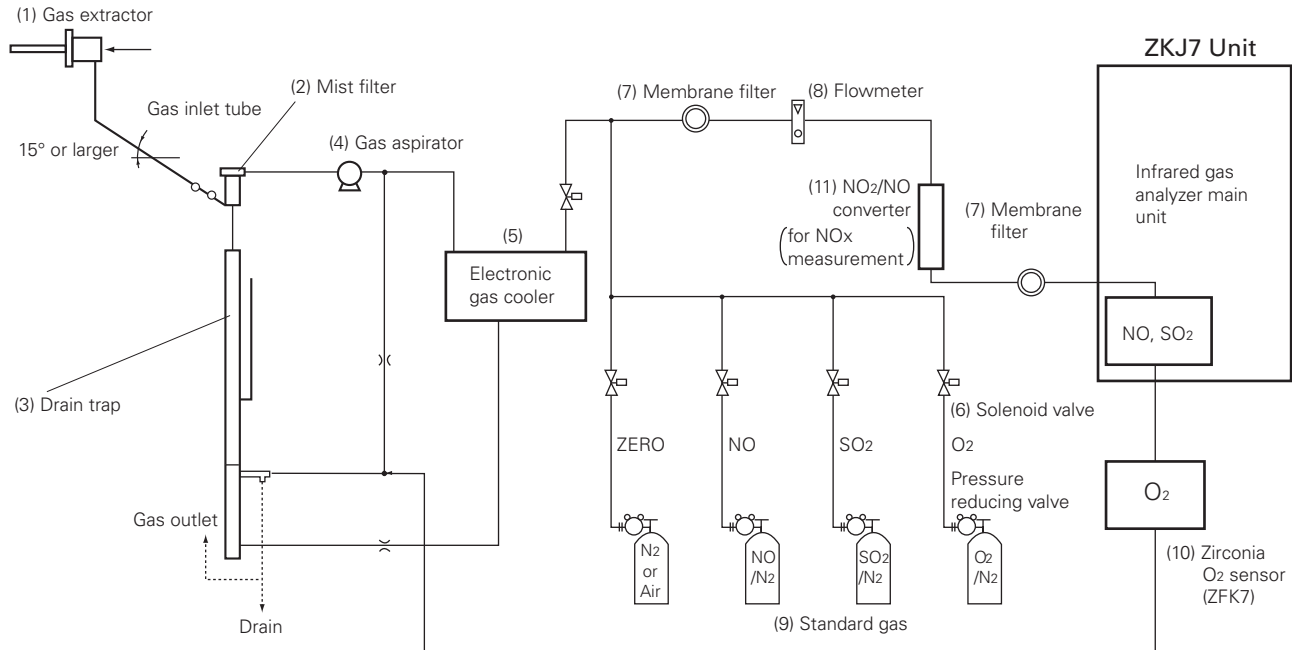 (1) Gas extractor
ZKJ7 Unit
(2) Mist filter
(7) Membrane filter
(8) Flowmeter
Gas inlet tube
(4) Gas aspirator
15° or larger
Infrared gas
analyzer main
unit
(11) NO2/NO
converter
(for NOx
measurement)
(7) Membrane
filter
(5)
Electronic
gas cooler
NO, SO2
(3) Drain trap
(6) Solenoid valve
ZERO
NO
SO2
O2
Pressure
reducing valve
O2
Gas outlet
N2
or
Air
NO
/N2
SO2
/N2
O2
/N2
(10) Zirconia
O2 sensor
(ZFK7)
(9) Standard gas
Drain